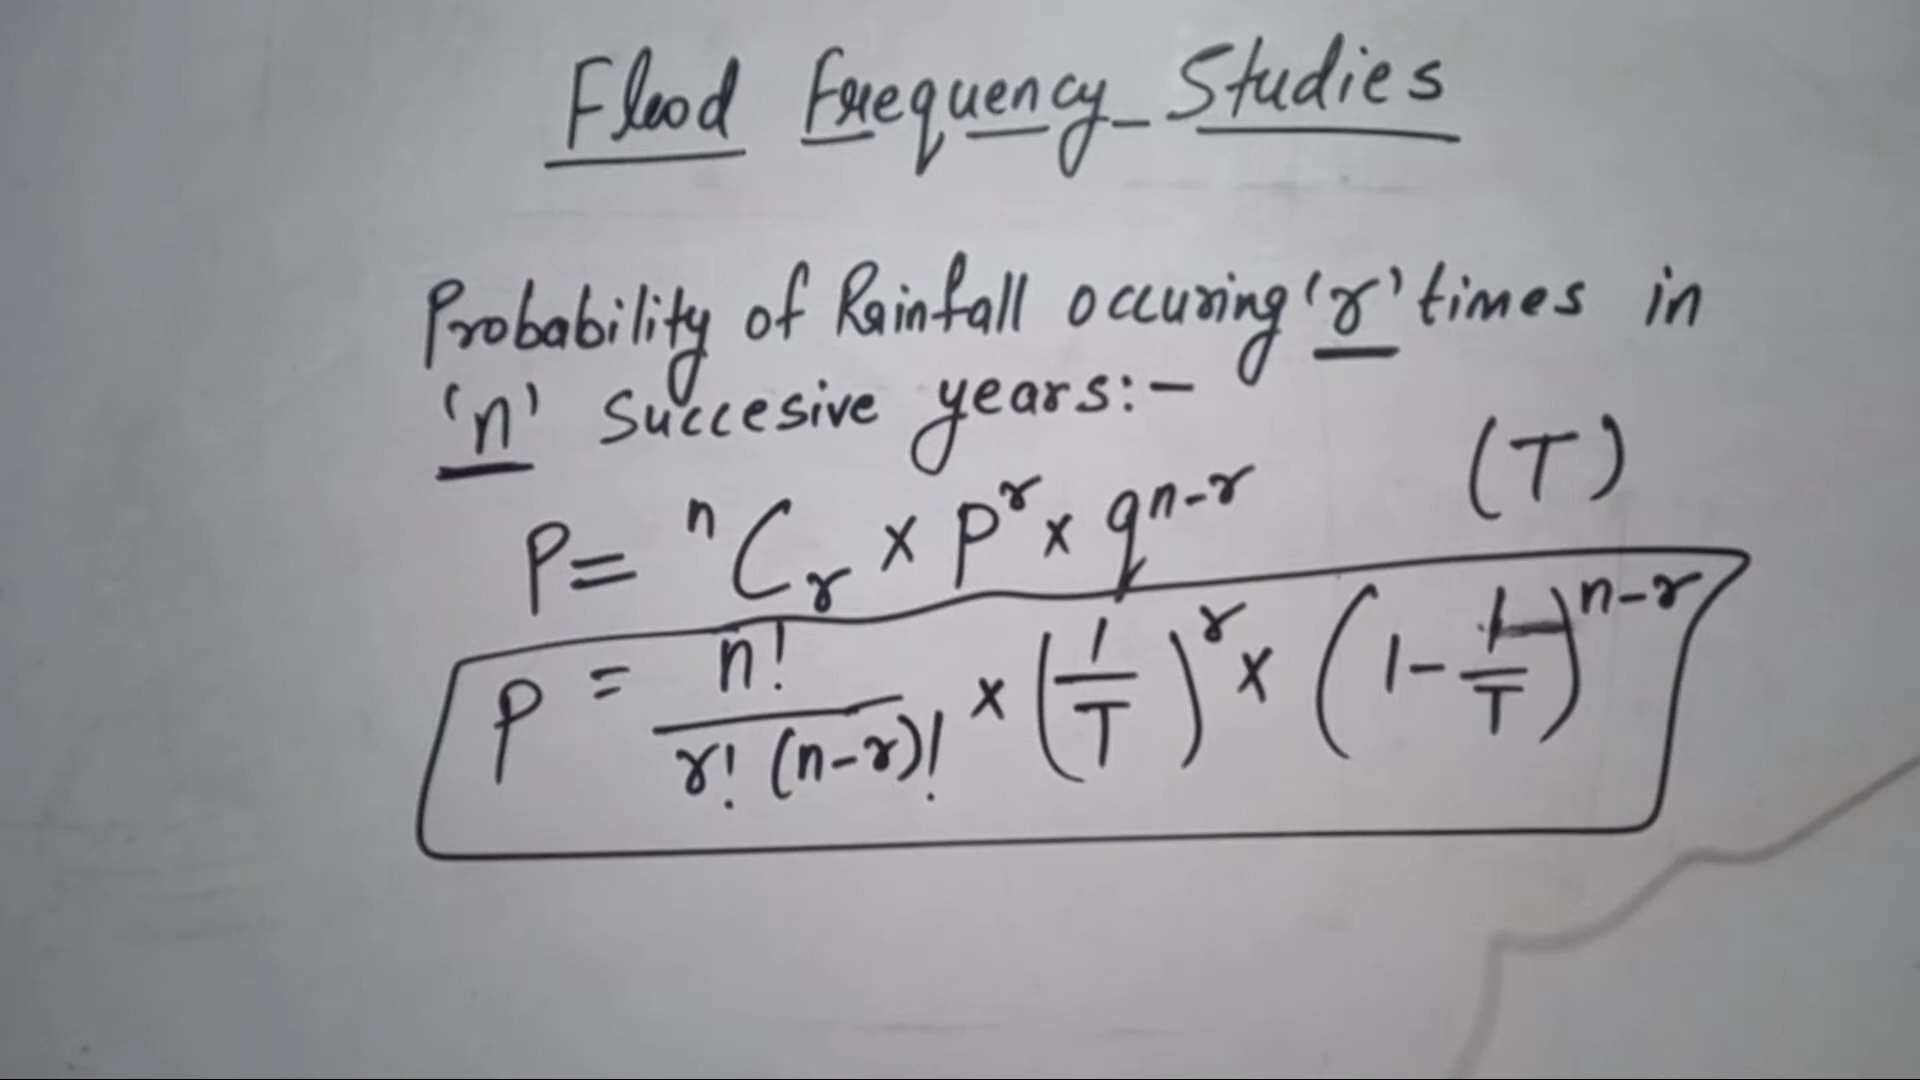 Flood Frequency Studies
Probability of Rainfall occuring 'r' times in
'n' Succesive years:-
(T)
P = ⁿCᵣ × pʳ × qⁿ⁻ʳ
P = n! / r! (n-r)! × (1/T)ʳ × (1 - 1/T)ⁿ⁻ʳ